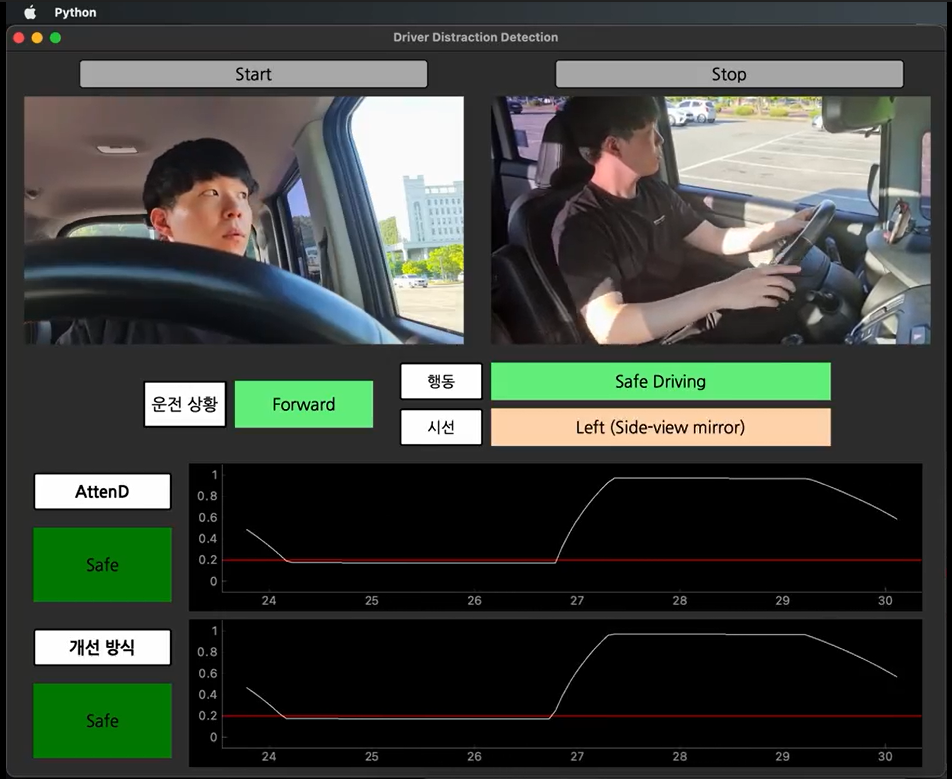 Python
Driver Distraction Detection
Start
Stop
운전 상황
Forward
행동
Safe Driving
시선
Left (Side-view mirror)
AttenD
Safe
1
0.8
0.6
0.4
0.2
0
24 25 26 27 28 29 30
개선 방식
Safe
1
0.8
0.6
0.4
0.2
0
24 25 26 27 28 29 30